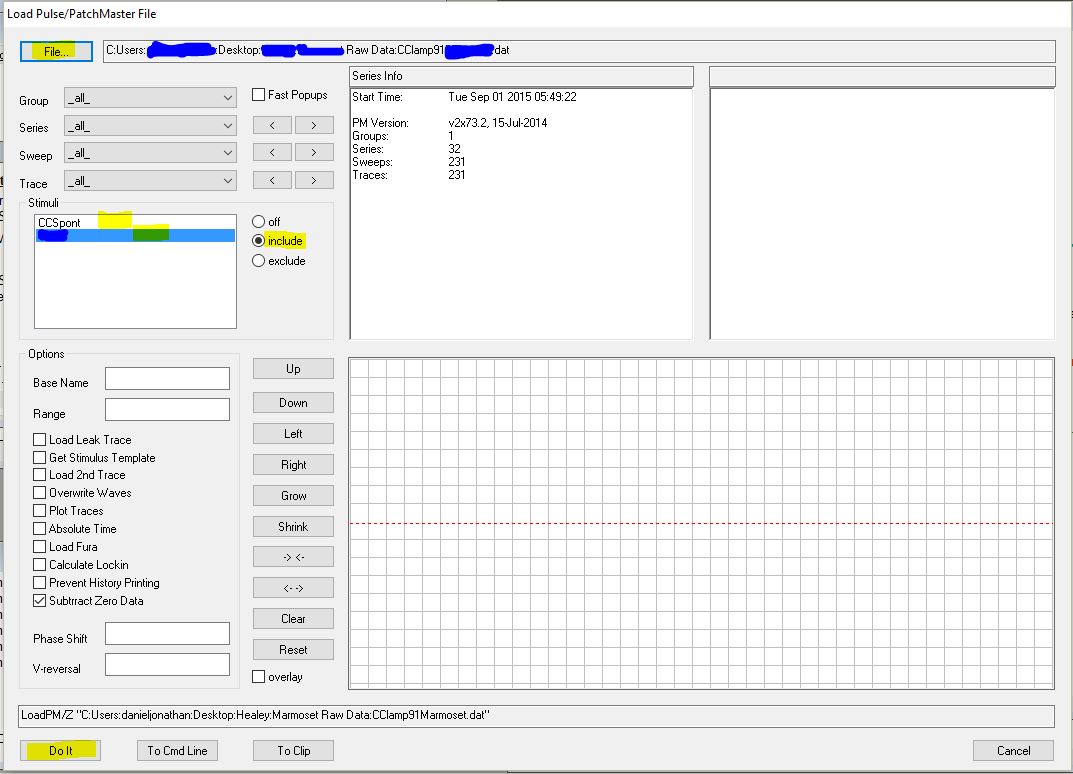 Load Pulse/PatchMaster File
File...
C:Users: :Desktop: Raw Data:CClamp91 dat
Group _all_ Fast Popups
Series _all_ < >
Sweep _all_ < >
Trace _all_ < >
Series Info
Start Time: Tue Sep 01 2015 05:49:22
PM Version: v2x73.2, 15-Jul-2014
Groups: 1
Series: 32
Sweeps: 231
Traces: 231
Stimuli
CCSpont
off
include
exclude
Options
Base Name
Range
Load Leak Trace
Get Stimulus Template
Load 2nd Trace
Overwrite Waves
Plot Traces
Absolute Time
Load Fura
Calculate Lockin
Prevent History Printing
Subtrract Zero Data
Phase Shift
V-reversal
Up
Down
Left
Right
Grow
Shrink
-> <-
<- ->
Clear
Reset
overlay
LoadPM/Z "C:Users:danieljonathan:Desktop:Healey:Marmoset Raw Data:CClamp91Marmoset.dat"
Do It To Cmd Line To Clip Cancel